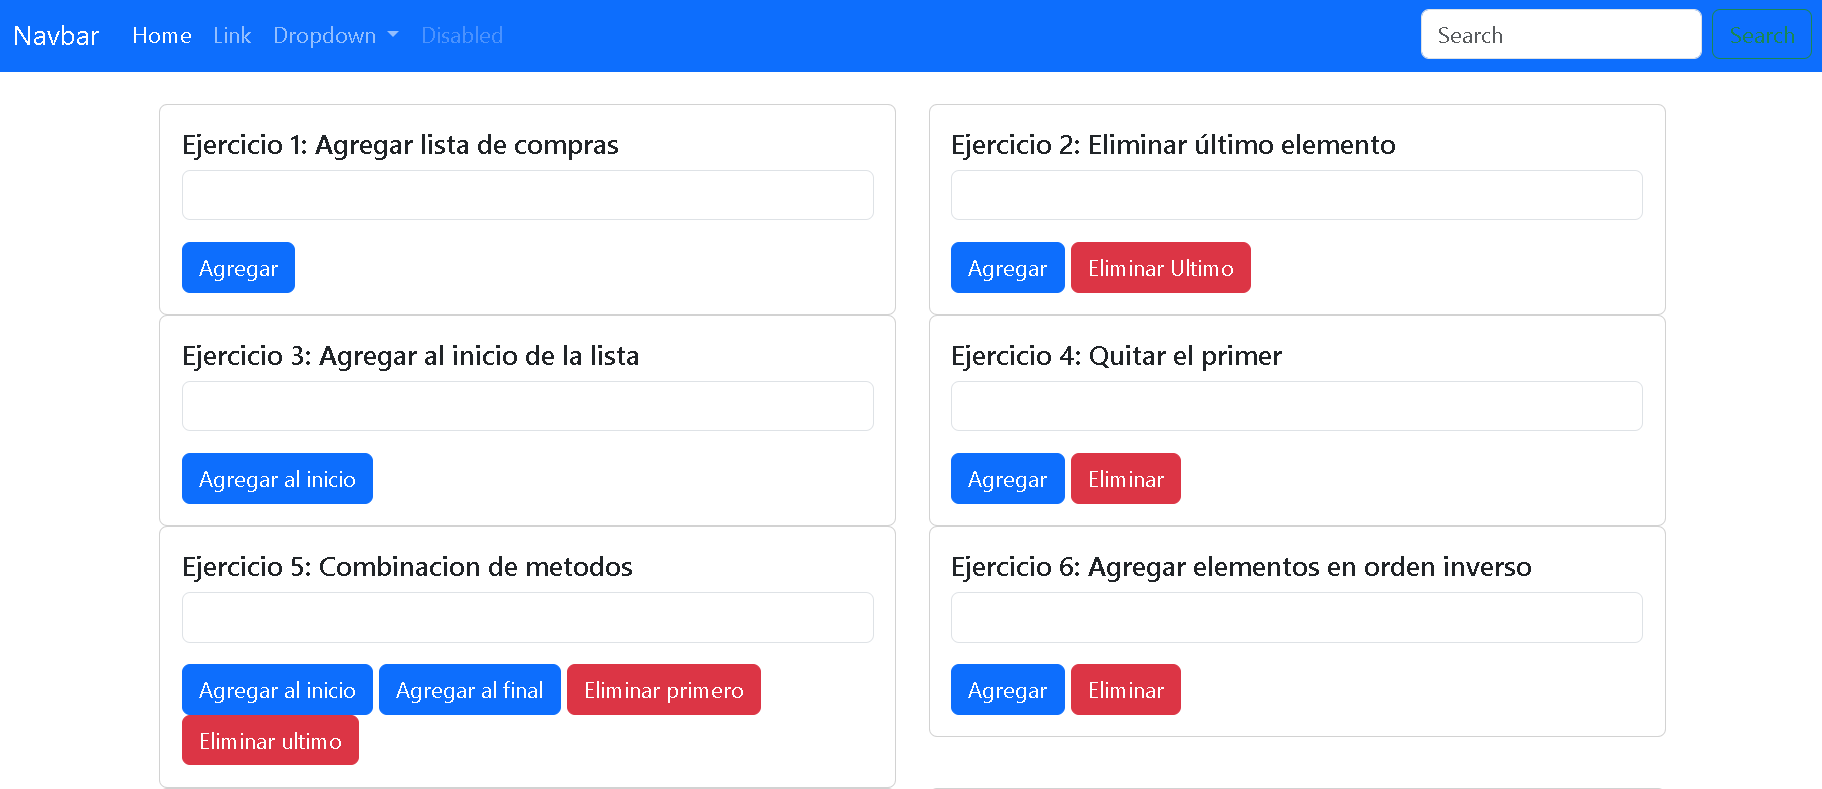 Navbar Home Link Dropdown Disabled Search Search
Ejercicio 1: Agregar lista de compras
Agregar
Ejercicio 2: Eliminar último elemento
Agregar Eliminar Ultimo
Ejercicio 3: Agregar al inicio de la lista
Agregar al inicio
Ejercicio 4: Quitar el primer
Agregar Eliminar
Ejercicio 5: Combinacion de metodos
Agregar al inicio Agregar al final Eliminar primero
Eliminar ultimo
Ejercicio 6: Agregar elementos en orden inverso
Agregar Eliminar